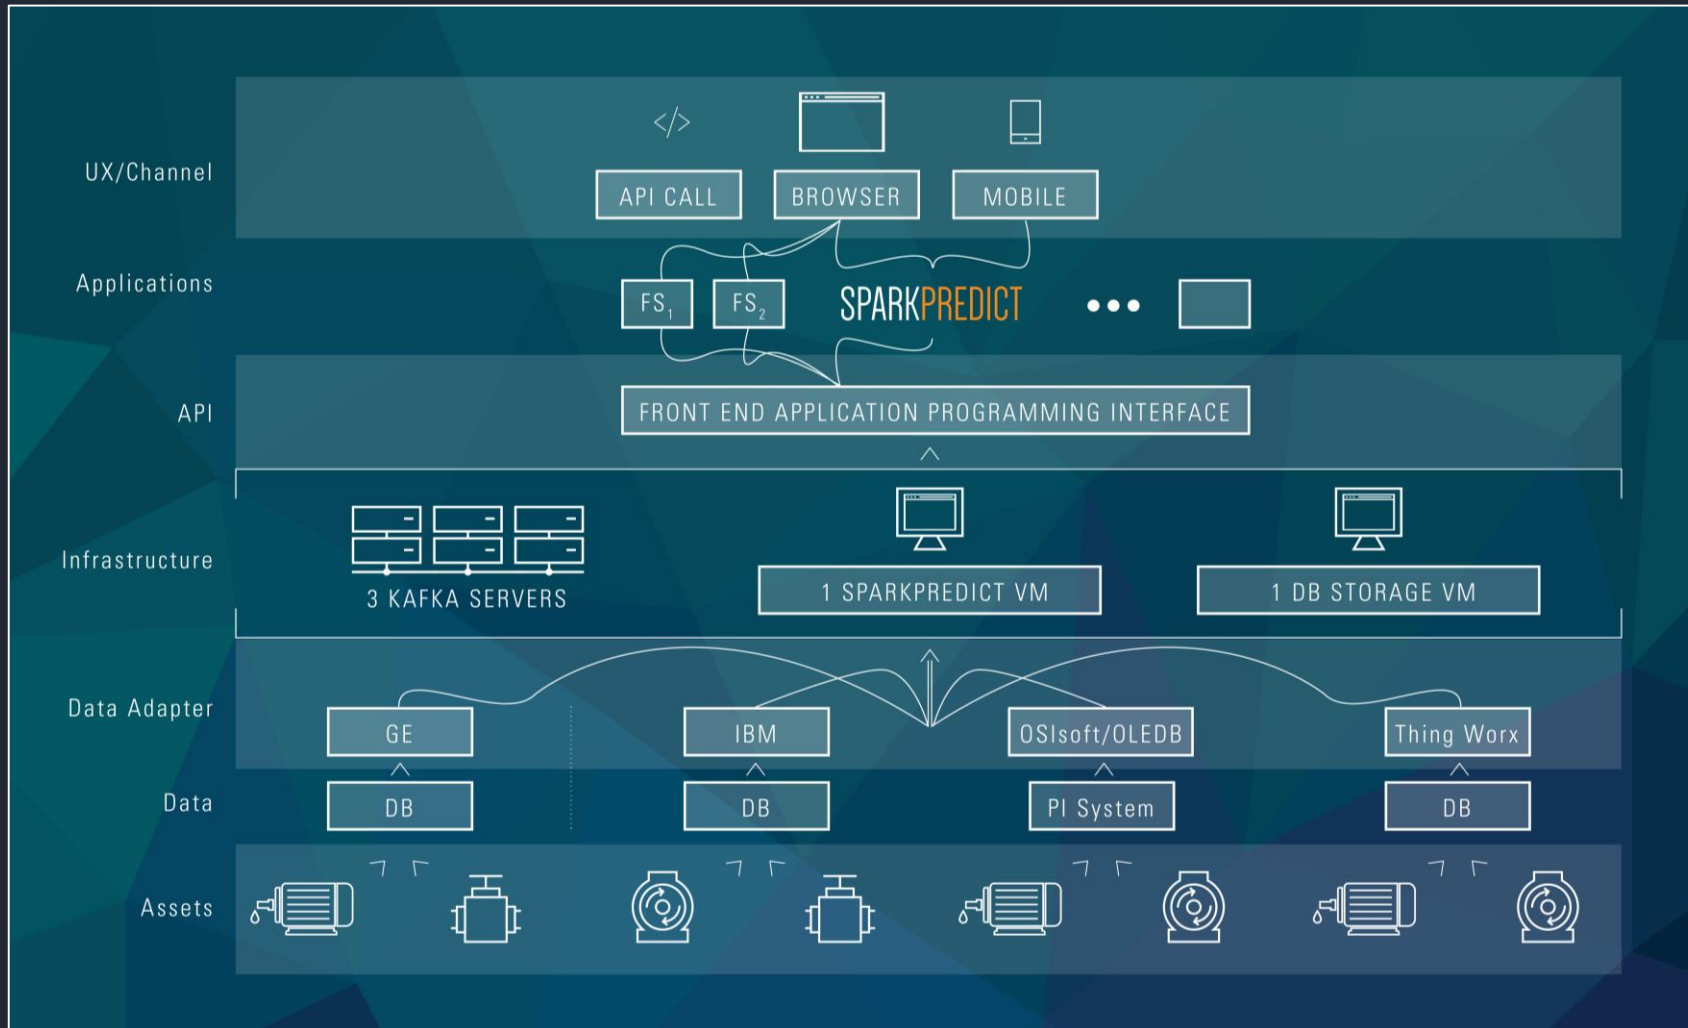 UX/Channel
</>
API CALL
BROWSER
MOBILE
Applications
FS1
FS2
SPARKPREDICT
API
FRONT END APPLICATION PROGRAMMING INTERFACE
Infrastructure
3 KAFKA SERVERS
1 SPARKPREDICT VM
1 DB STORAGE VM
Data Adapter
GE
IBM
OSIsoft/OLEDB
Thing Worx
Data
DB
DB
PI System
DB
Assets